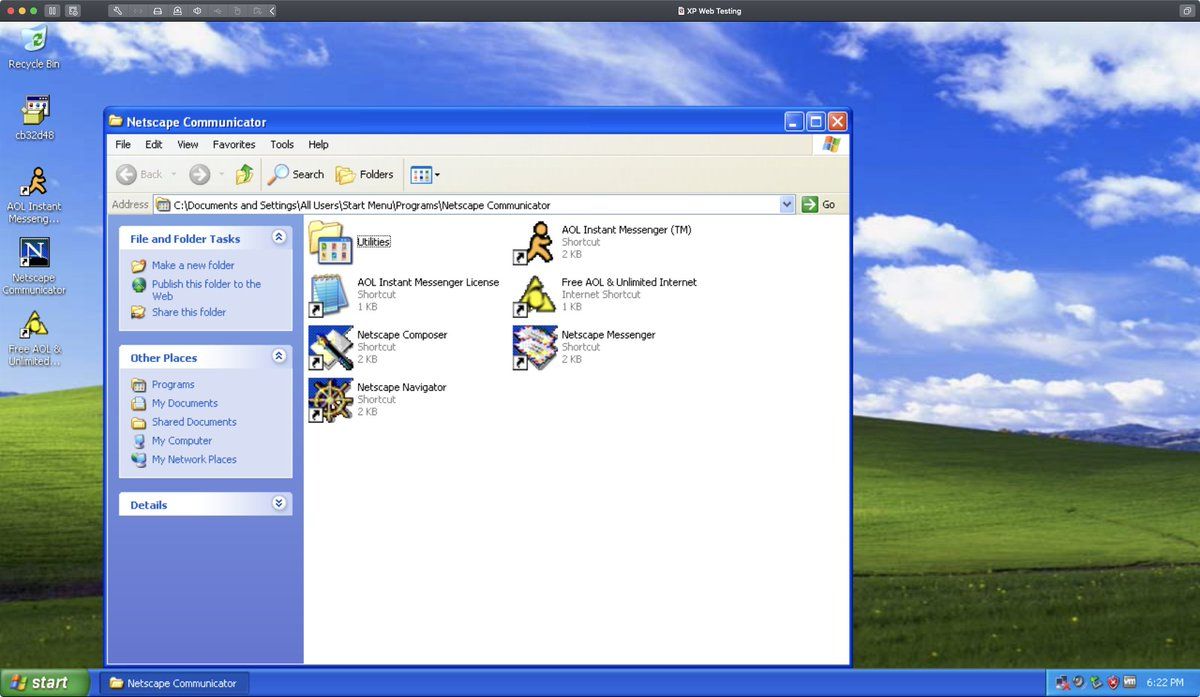 XP Web Testing
Recycle Bin
cb32d48
AOL Instant
Messeng...
Netscape
Communicator
Free AOL &
Unlimited...
Netscape Communicator
File Edit View Favorites Tools Help
Back Search Folders
Address C:\Documents and Settings\All Users\Start Menu\Programs\Netscape Communicator Go
File and Folder Tasks
Make a new folder
Publish this folder to the
Web
Share this folder
Other Places
Programs
My Documents
Shared Documents
My Computer
My Network Places
Details
Utilities
AOL Instant Messenger (TM)
Shortcut
2 KB
AOL Instant Messenger License
Shortcut
1 KB
Free AOL & Unlimited Internet
Internet Shortcut
1 KB
Netscape Composer
Shortcut
2 KB
Netscape Messenger
Shortcut
2 KB
Netscape Navigator
Shortcut
2 KB
start
Netscape Communicator
6:22 PM